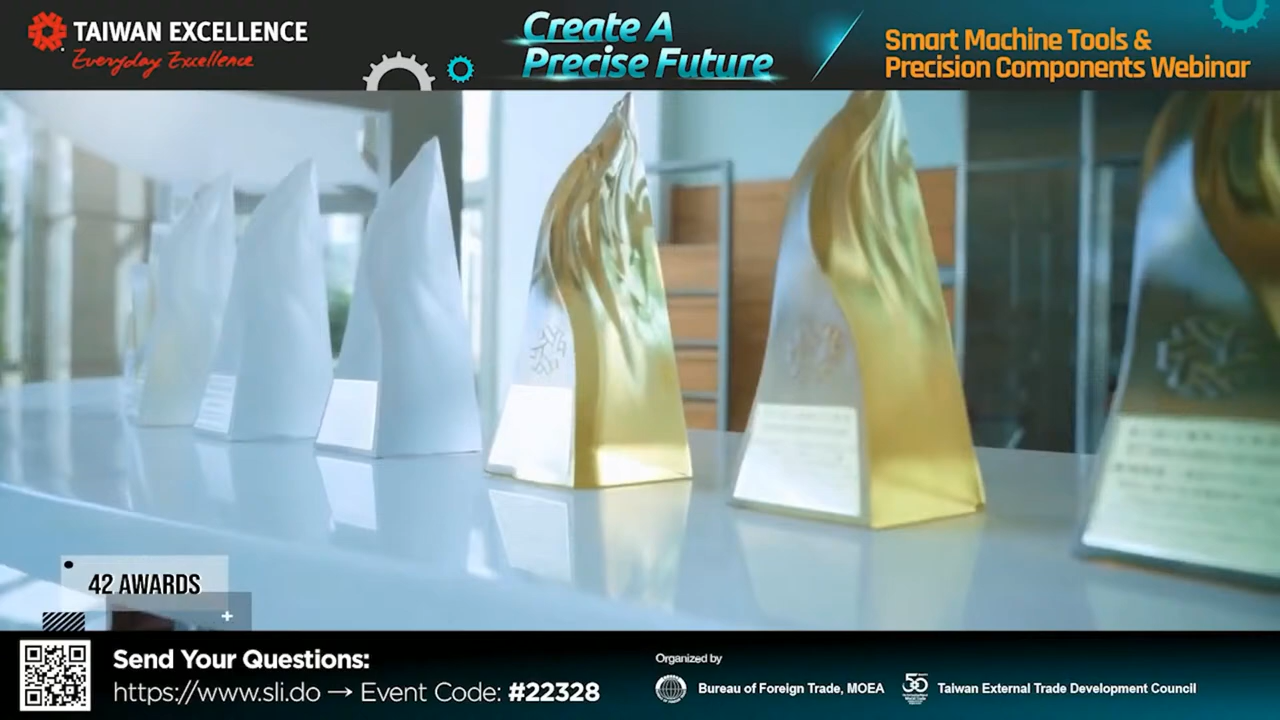 TAIWAN EXCELLENCE
Everyday Excellence
Create A
Precise Future
Smart Machine Tools &
Precision Components Webinar
42 AWARDS
+
Send Your Questions:
https://www.sli.do → Event Code: #22328
Organized by
Bureau of Foreign Trade, MOEA
Taiwan External Trade Development Council